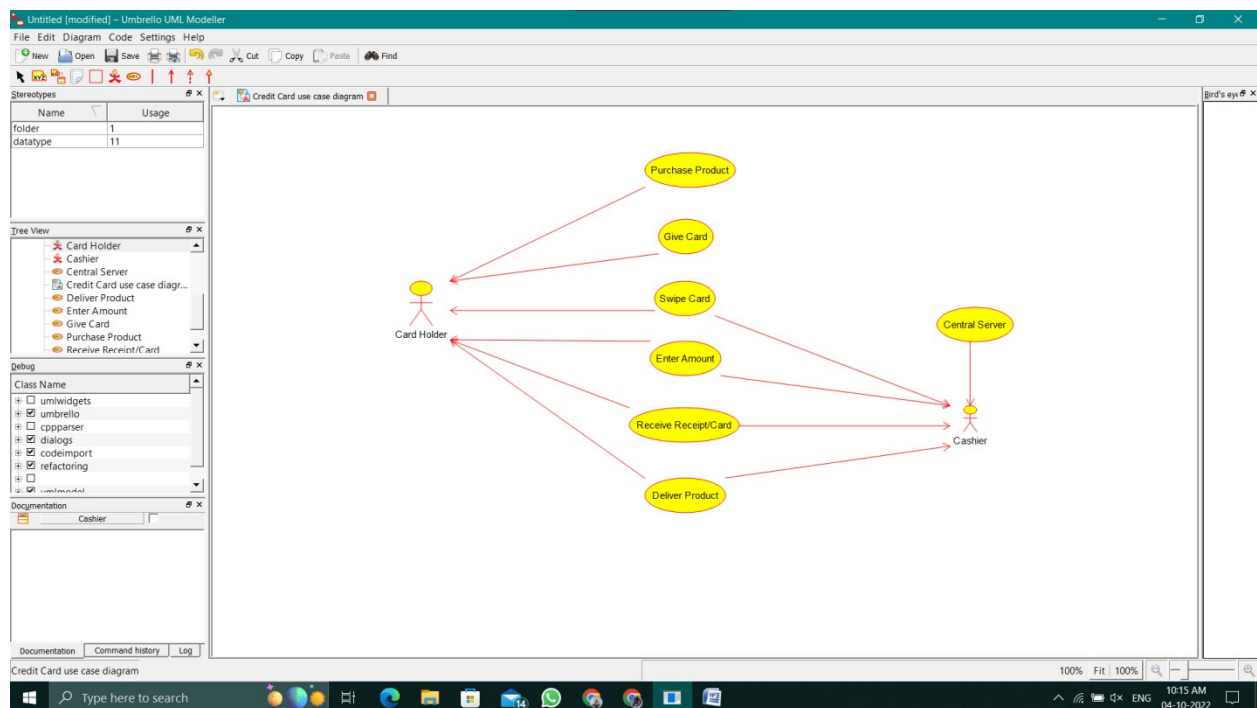 Untitled [modified] – Umbrello UML Modeller
File Edit Diagram Code Settings Help
New Open Save Cut Copy Paste Find
XYZ
Stereotypes
Name Usage
folder 1
datatype 11
Tree View
Card Holder
Cashier
Central Server
Credit Card use case diagr...
Deliver Product
Enter Amount
Give Card
Purchase Product
Receive Receipt/Card
Debug
Class Name
umlwidgets
umbrello
cppparser
dialogs
codeimport
refactoring
umlmodel
Documentation
Cashier
Documentation Command history Log
Credit Card use case diagram
Bird's ey
Purchase Product
Give Card
Swipe Card
Card Holder
Central Server
Enter Amount
Receive Receipt/Card
Cashier
Deliver Product
Credit Card use case diagram
100% Fit 100%
Type here to search
14
ENG
10:15 AM
04-10-2022